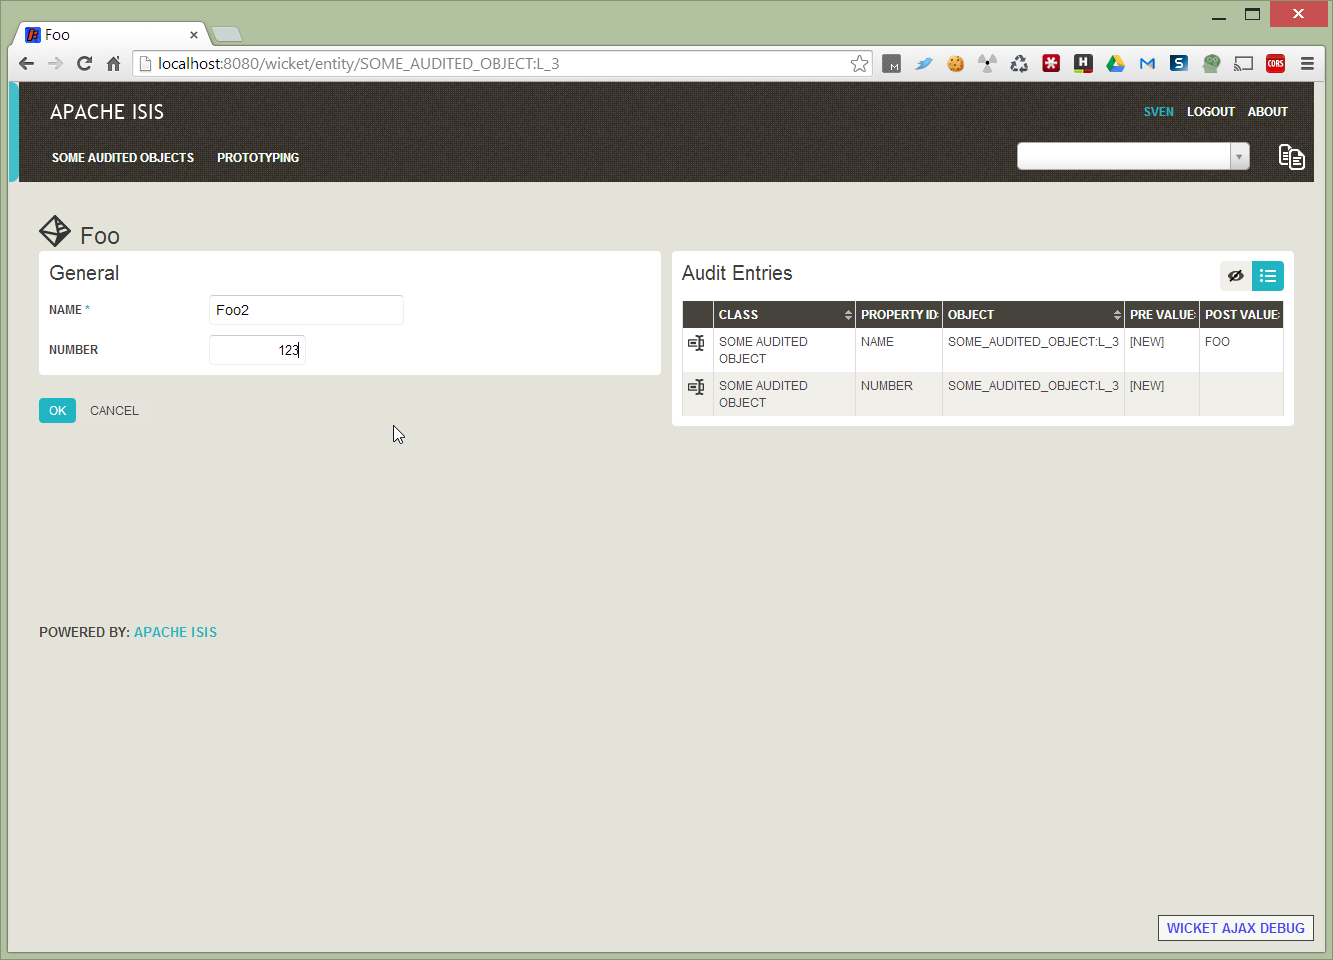 Foo
localhost:8080/wicket/entity/SOME_AUDITED_OBJECT:L_3
M
H
M
S
CORS
APACHE ISIS
SVEN LOGOUT ABOUT
SOME AUDITED OBJECTS PROTOTYPING
Foo
General
NAME * Foo2
NUMBER 123
OK CANCEL
Audit Entries
CLASS PROPERTY ID OBJECT PRE VALUE POST VALUE
SOME AUDITED OBJECT NAME SOME_AUDITED_OBJECT:L_3 [NEW] FOO
SOME AUDITED OBJECT NUMBER SOME_AUDITED_OBJECT:L_3 [NEW]
POWERED BY: APACHE ISIS
WICKET AJAX DEBUG